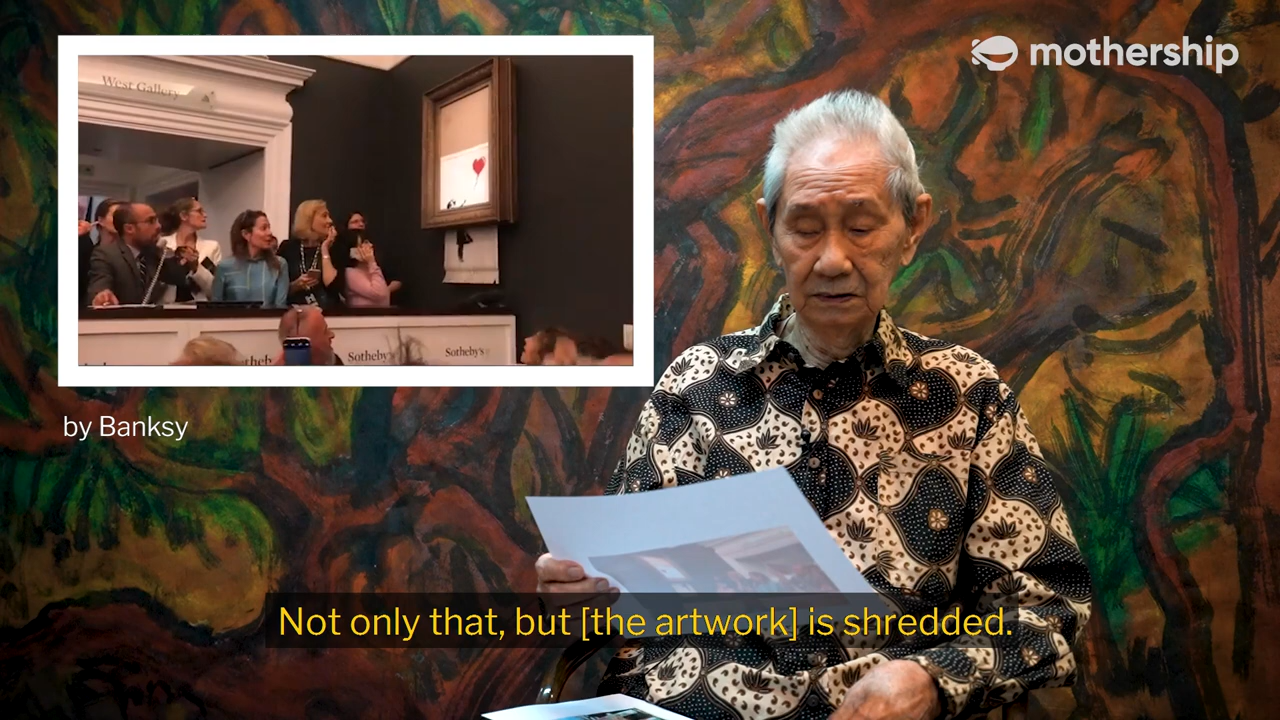 West Gallery
mothership
Sotheby's
Sotheby's
by Banksy
Not only that, but [the artwork] is shredded.